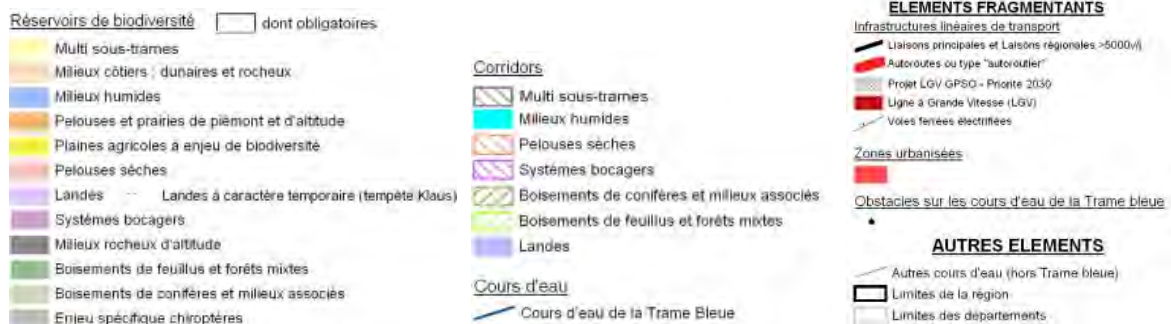 Réservoirs de biodiversité
dont obligatoires
Multi sous-trames
Milieux côtiers : dunaires et rocheux
Milieux humides
Pelouses et prairies de piémont et d'altitude
Plaines agricoles à enjeu de biodiversité
Pelouses sèches
Landes
Landes à caractère temporaire (tempête Klaus)
Systèmes bocagers
Milieux rocheux d'altitude
Boisements de feuillus et forêts mixtes
Boisements de conifères et milieux associés
Enjeu spécifique chiroptères
Corridors
Multi sous-trames
Milieux humides
Pelouses sèches
Systèmes bocagers
Boisements de conifères et milieux associés
Boisements de feuillus et forêts mixtes
Landes
Cours d'eau
Cours d'eau de la Trame Bleue
ELEMENTS FRAGMENTANTS
Infrastructures linéaires de transport
Liaisons principales et Laisons régionales >5000v/j
Autoroutes ou type "autoroutier"
Projet LGV GPSO - Priorité 2030
Ligne à Grande Vitesse (LGV)
Voies ferrées électrifiées
Zones urbanisées
Obstacles sur les cours d'eau de la Trame bleue
AUTRES ELEMENTS
Autres cours d'eau (hors Trame bleue)
Limites de la région
Limites des départements